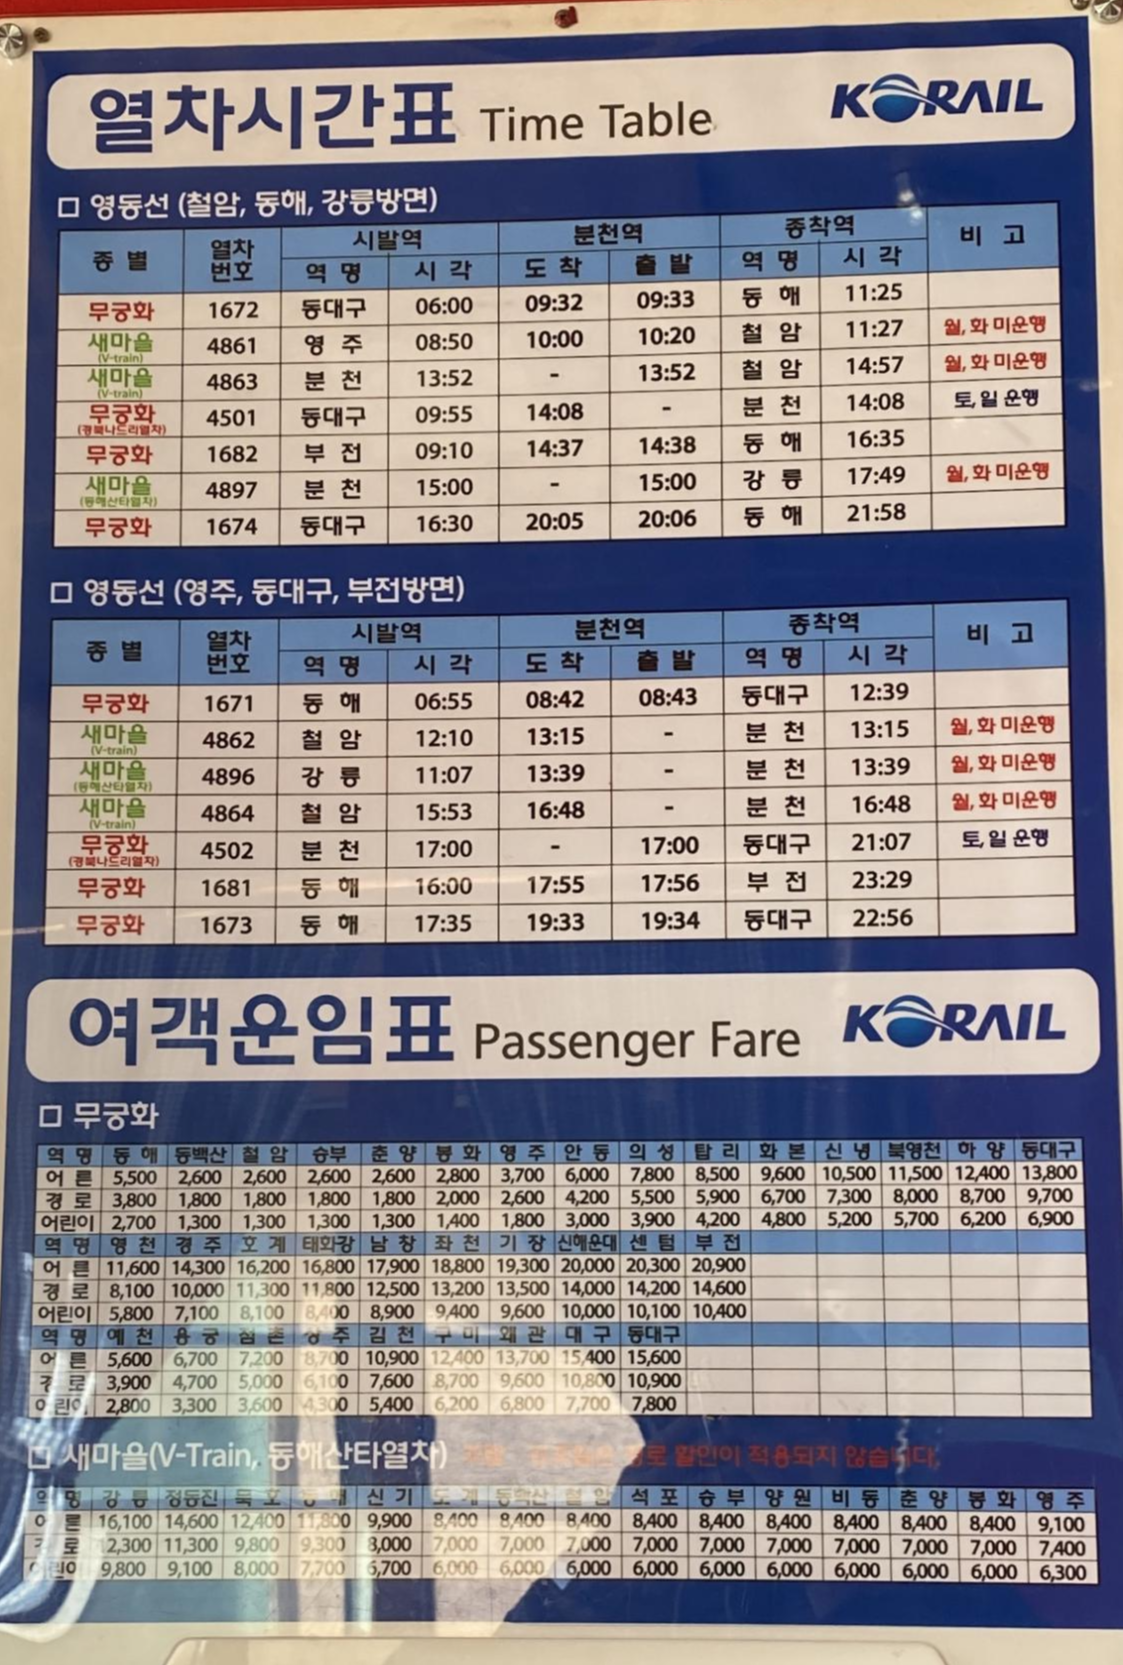 열차시간표 Time Table KORAIL
□ 영동선 (철암, 동해, 강릉방면)
종 별 열차번호 시발역 분천역 종착역 비 고
역 명 시 각 도 착 출 발 역 명 시 각
무궁화 1672 동대구 06:00 09:32 09:33 동 해 11:25
새마을 (V-train) 4861 영 주 08:50 10:00 10:20 철 암 11:27 월, 화 미운행
새마을 (V-train) 4863 분 천 13:52 - 13:52 철 암 14:57 월, 화 미운행
무궁화 (경북나드리열차) 4501 동대구 09:55 14:08 - 분 천 14:08 토, 일 운행
무궁화 1682 부 전 09:10 14:37 14:38 동 해 16:35
새마을 (동해산타열차) 4897 분 천 15:00 - 15:00 강 릉 17:49 월, 화 미운행
무궁화 1674 동대구 16:30 20:05 20:06 동 해 21:58
□ 영동선 (영주, 동대구, 부전방면)
종 별 열차번호 시발역 분천역 종착역 비 고
역 명 시 각 도 착 출 발 역 명 시 각
무궁화 1671 동 해 06:55 08:42 08:43 동대구 12:39
새마을 (V-train) 4862 철 암 12:10 13:15 - 분 천 13:15 월, 화 미운행
새마을 (동해산타열차) 4896 강 릉 11:07 13:39 - 분 천 13:39 월, 화 미운행
새마을 (V-train) 4864 철 암 15:53 16:48 - 분 천 16:48 월, 화 미운행
무궁화 (경북나드리열차) 4502 분 천 17:00 - 17:00 동대구 21:07 토, 일 운행
무궁화 1681 동 해 16:00 17:55 17:56 부 전 23:29
무궁화 1673 동 해 17:35 19:33 19:34 동대구 22:56
여객운임표 Passenger Fare KORAIL
□ 무궁화
역 명 동 해 동백산 철 암 승부 춘 양 봉 화 영 주 안 동 의 성 탑 리 화 본 신 녕 북영천 하 양 동대구
어 른 5,500 2,600 2,600 2,600 2,600 2,800 3,700 6,000 7,800 8,500 9,600 10,500 11,500 12,400 13,800
경 로 3,800 1,800 1,800 1,800 1,800 2,000 2,600 4,200 5,500 5,900 6,700 7,300 8,000 8,700 9,700
어린이 2,700 1,300 1,300 1,300 1,300 1,400 1,800 3,000 3,900 4,200 4,800 5,200 5,700 6,200 6,900
역 명 영 천 경 주 호 계 태화강 남 창 좌 천 기 장 신해운대 센 텀 부 전
어 른 11,600 14,300 16,200 16,800 17,900 18,800 19,300 20,000 20,300 20,900
경 로 8,100 10,000 11,300 11,800 12,500 13,200 13,500 14,000 14,200 14,600
어린이 5,800 7,100 8,100 8,400 8,900 9,400 9,600 10,000 10,100 10,400
역 명 예 천 용 궁 점 촌 상 주 김 천 구 미 왜 관 대 구 동대구
어 른 5,600 6,700 7,200 8,700 10,900 12,400 13,700 15,400 15,600
경 로 3,900 4,700 5,000 6,100 7,600 8,700 9,600 10,800 10,900
어린이 2,800 3,300 3,600 4,300 5,400 6,200 6,800 7,700 7,800
□ 새마을(V-Train, 동해산타열차) 경로 할인이 적용되지 않습니다.
역 명 강 릉 정동진 묵 호 동 해 신 기 도 계 동백산 철 암 석 포 승 부 양 원 비 동 춘 양 봉 화 영 주
어 른 16,100 14,600 12,400 11,800 9,900 8,400 8,400 8,400 8,400 8,400 8,400 8,400 8,400 8,400 9,100
경 로 12,300 11,300 9,800 9,300 8,000 7,000 7,000 7,000 7,000 7,000 7,000 7,000 7,000 7,000 7,400
어린이 9,800 9,100 8,000 7,700 6,700 6,000 6,000 6,000 6,000 6,000 6,000 6,000 6,000 6,000 6,300